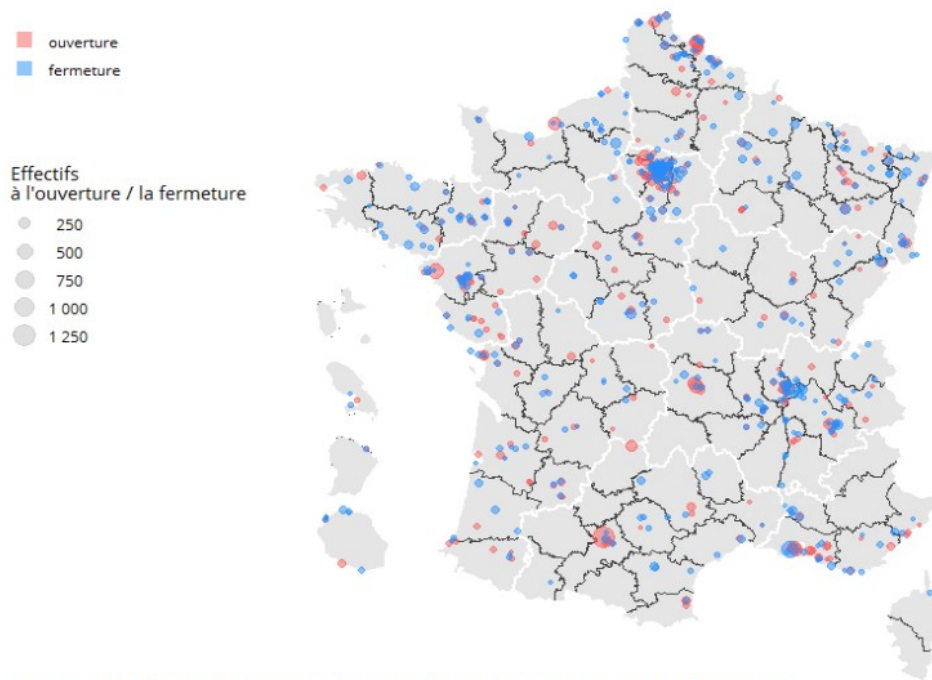 ouverture
fermeture
Effectifs
à l'ouverture / la fermeture
250
500
750
1 000
1 250